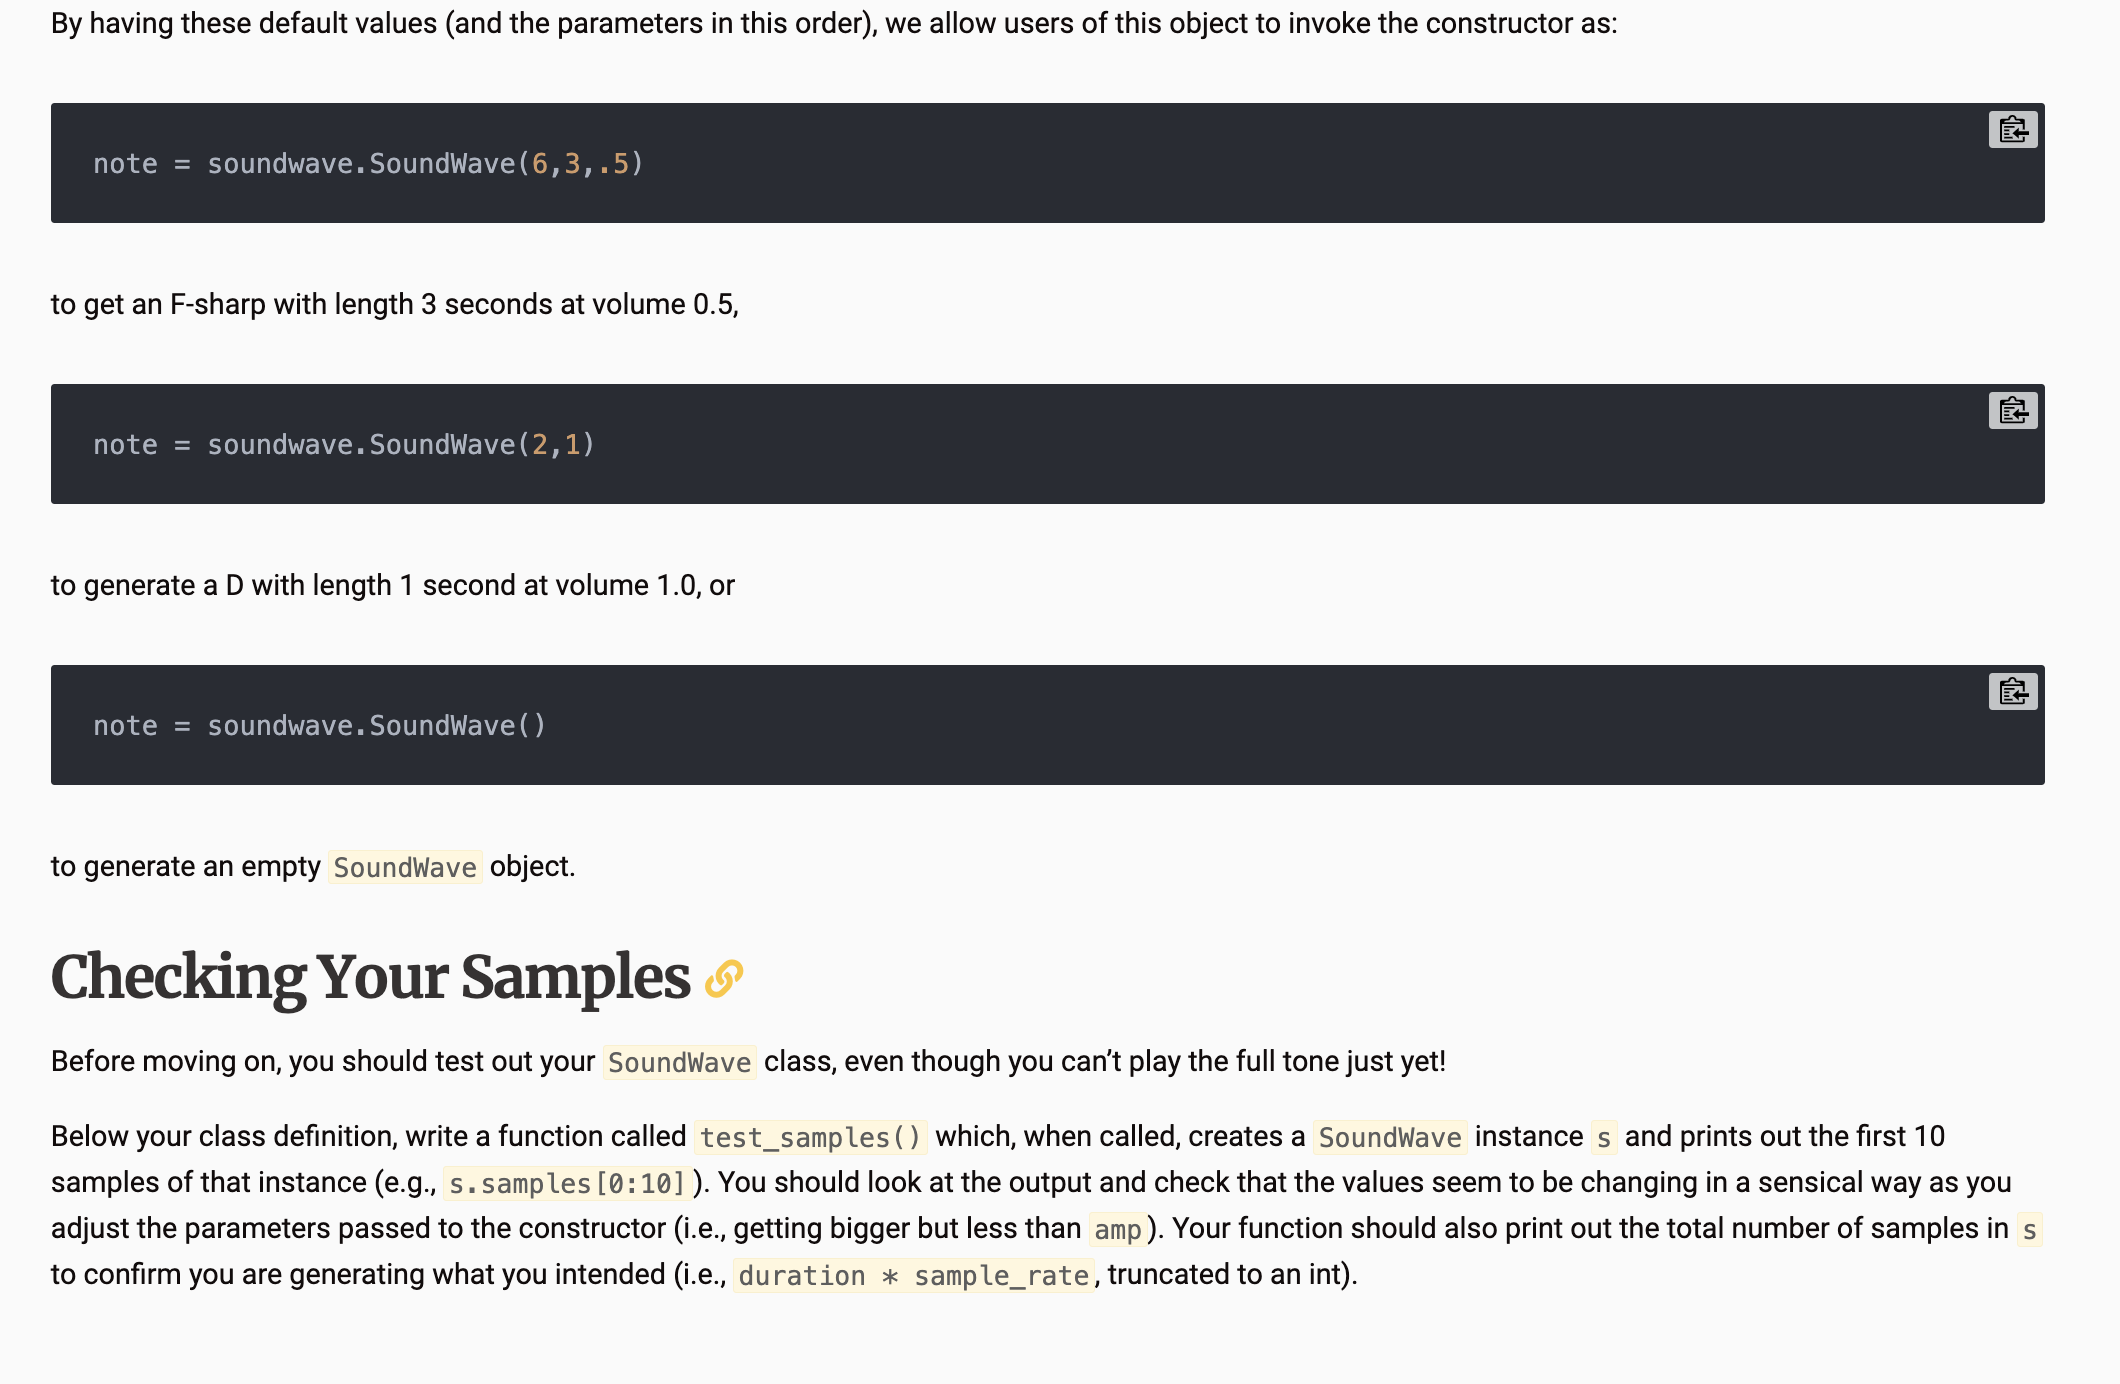 By having these default values (and the parameters in this order), we allow users of this object to invoke the constructor as:
note = soundwave.SoundWave(6,3,.5)
to get an F-sharp with length 3 seconds at volume 0.5,
note = soundwave.SoundWave(2,1)
to generate a D with length 1 second at volume 1.0, or
note = soundwave.SoundWave()
to generate an empty SoundWave object.
Checking Your Samples
Before moving on, you should test out your SoundWave class, even though you can’t play the full tone just yet!
Below your class definition, write a function called test_samples() which, when called, creates a SoundWave instance s and prints out the first 10
samples of that instance (e.g., s.samples[0:10]). You should look at the output and check that the values seem to be changing in a sensical way as you
adjust the parameters passed to the constructor (i.e., getting bigger but less than amp). Your function should also print out the total number of samples in s
to confirm you are generating what you intended (i.e., duration * sample_rate, truncated to an int).